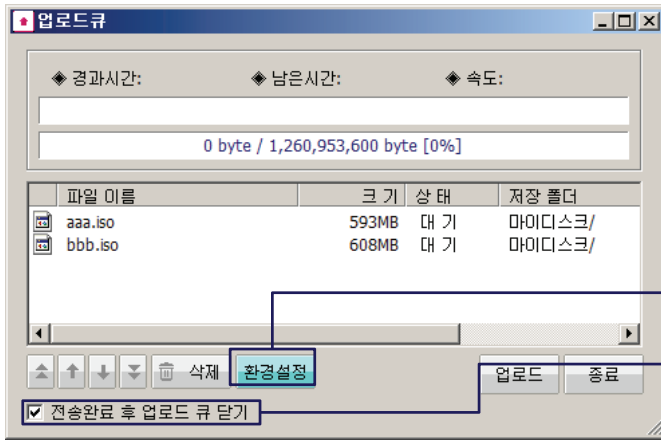 업로드큐
◈ 경과시간: ◈ 남은시간: ◈ 속도:
0 byte / 1,260,953,600 byte [0%]
파일 이름 크 기 상 태 저장 폴더
aaa.iso 593MB 대 기 마이디스크/
bbb.iso 608MB 대 기 마이디스크/
삭제 환경설정 업로드 종료
전송완료 후 업로드 큐 닫기